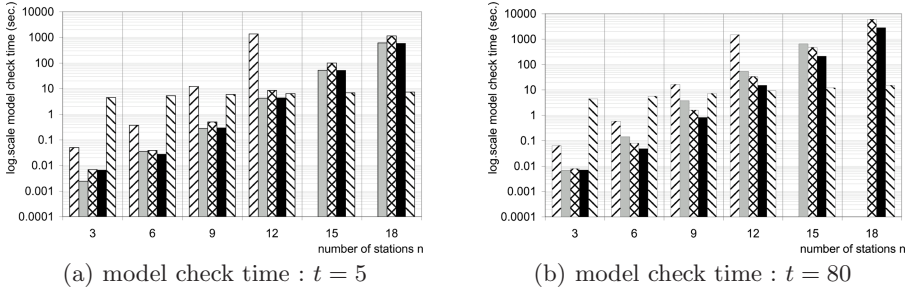 log.scale model check time (sec.)
10000
1000
100
10
1
0.1
0.01
0.001
0.0001
3 6 9 12 15 18
number of stations n
(a) model check time : t = 5
log.scale model check time (sec.)
10000
1000
100
10
1
0.1
0.01
0.001
0.0001
3 6 9 12 15 18
number of stations n
(b) model check time : t = 80